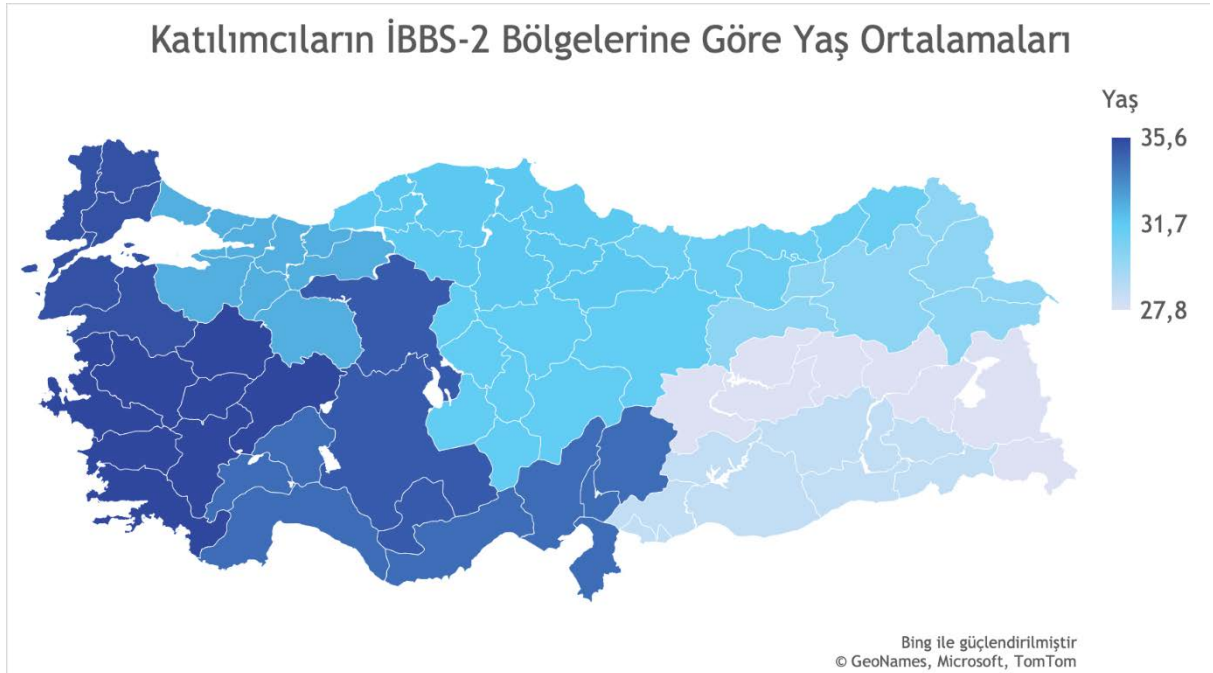 Katılımcıların İBBS-2 Bölgelerine Göre Yaş Ortalamaları
Yaş
35,6
31,7
27,8
Bing ile güçlendirilmiştir
© GeoNames, Microsoft, TomTom